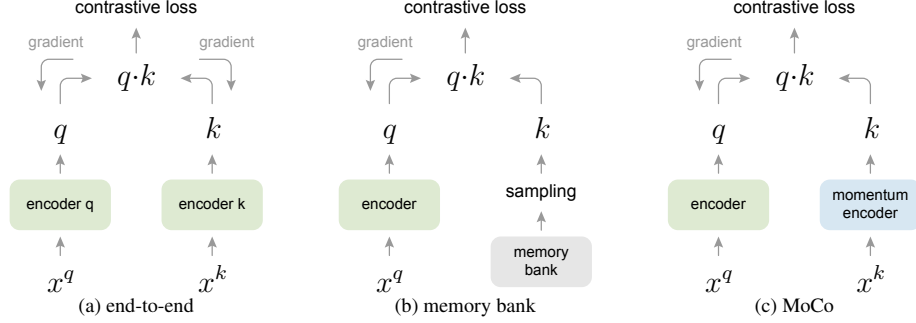 contrastive loss
gradient
gradient
q·k
q
k
encoder q
encoder k
x^q
x^k
(a) end-to-end
contrastive loss
gradient
q·k
q
k
encoder
sampling
memory
bank
x^q
(b) memory bank
contrastive loss
gradient
q·k
q
k
encoder
momentum
encoder
x^q
x^k
(c) MoCo